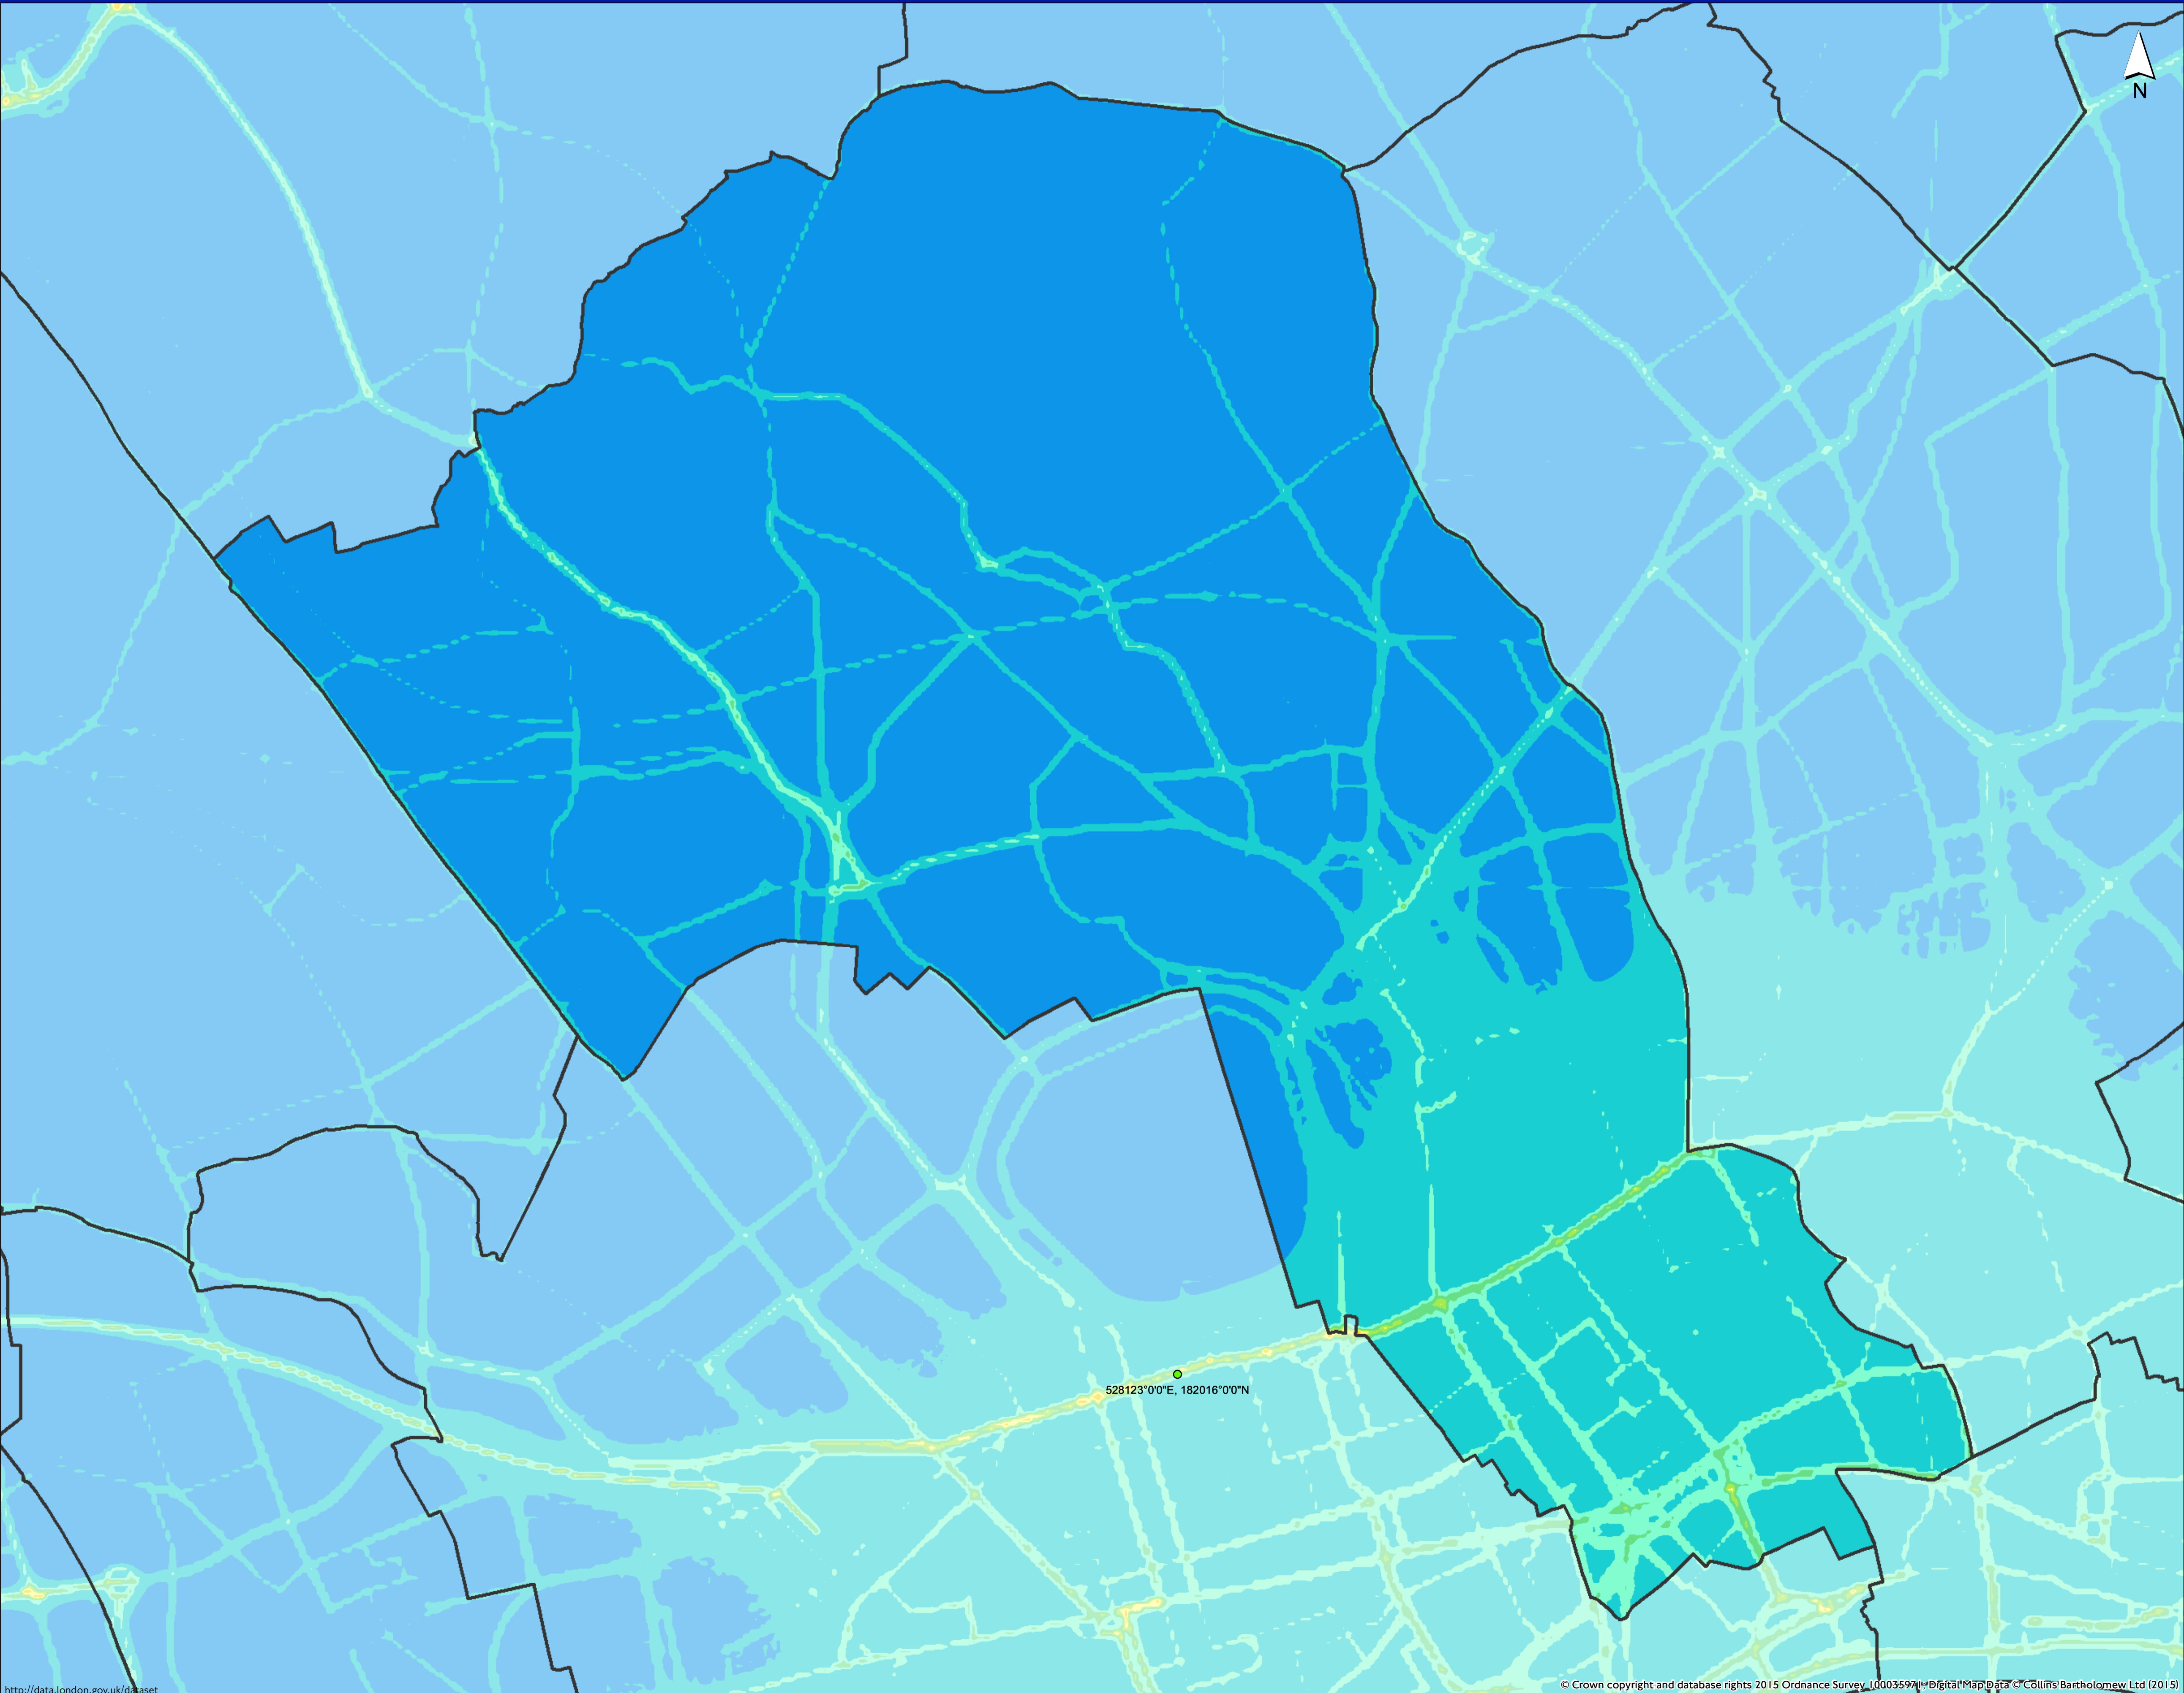 N
528123°0'0"E, 182016°0'0"N
http://data.london.gov.uk/dataset
© Crown copyright and database rights 2015 Ordnance Survey 100035971- Digital Map Data © Collins Bartholomew Ltd (2015)